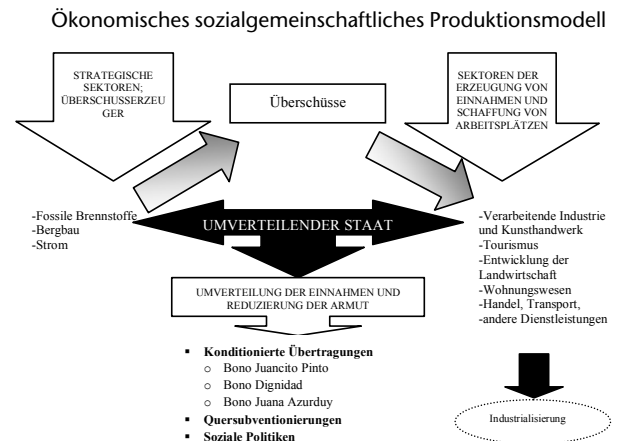 Ökonomisches sozialgemeinschaftliches Produktionsmodell
STRATEGISCHE
SEKTOREN;
ÜBERSCHUSSERZEU
GER
Überschüsse
SEKTOREN DER
ERZEUGUNG VON
EINNAHMEN UND
SCHAFFUNG VON
ARBEITSPLÄTZEN
-Fossile Brennstoffe
-Bergbau
-Strom
UMVERTEILENDER STAAT
-Verarbeitende Industrie
und Kunsthandwerk
-Tourismus
-Entwicklung der
Landwirtschaft
-Wohnungswesen
-Handel, Transport,
-andere Dienstleistungen
UMVERTEILUNG DER EINNAHMEN UND
REDUZIERUNG DER ARMUT
▪ Konditionierte Übertragungen
o Bono Juancito Pinto
o Bono Dignidad
o Bono Juana Azurduy
▪ Quersubventionierungen
▪ Soziale Politiken
Industrialisierung